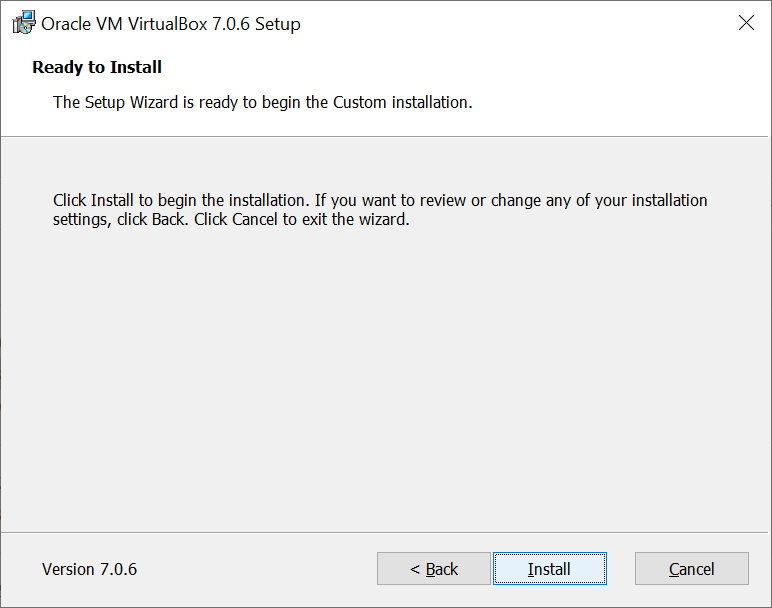 Oracle VM VirtualBox 7.0.6 Setup
Ready to Install
The Setup Wizard is ready to begin the Custom installation.
Click Install to begin the installation. If you want to review or change any of your installation
settings, click Back. Click Cancel to exit the wizard.
Version 7.0.6
< Back
Install
Cancel